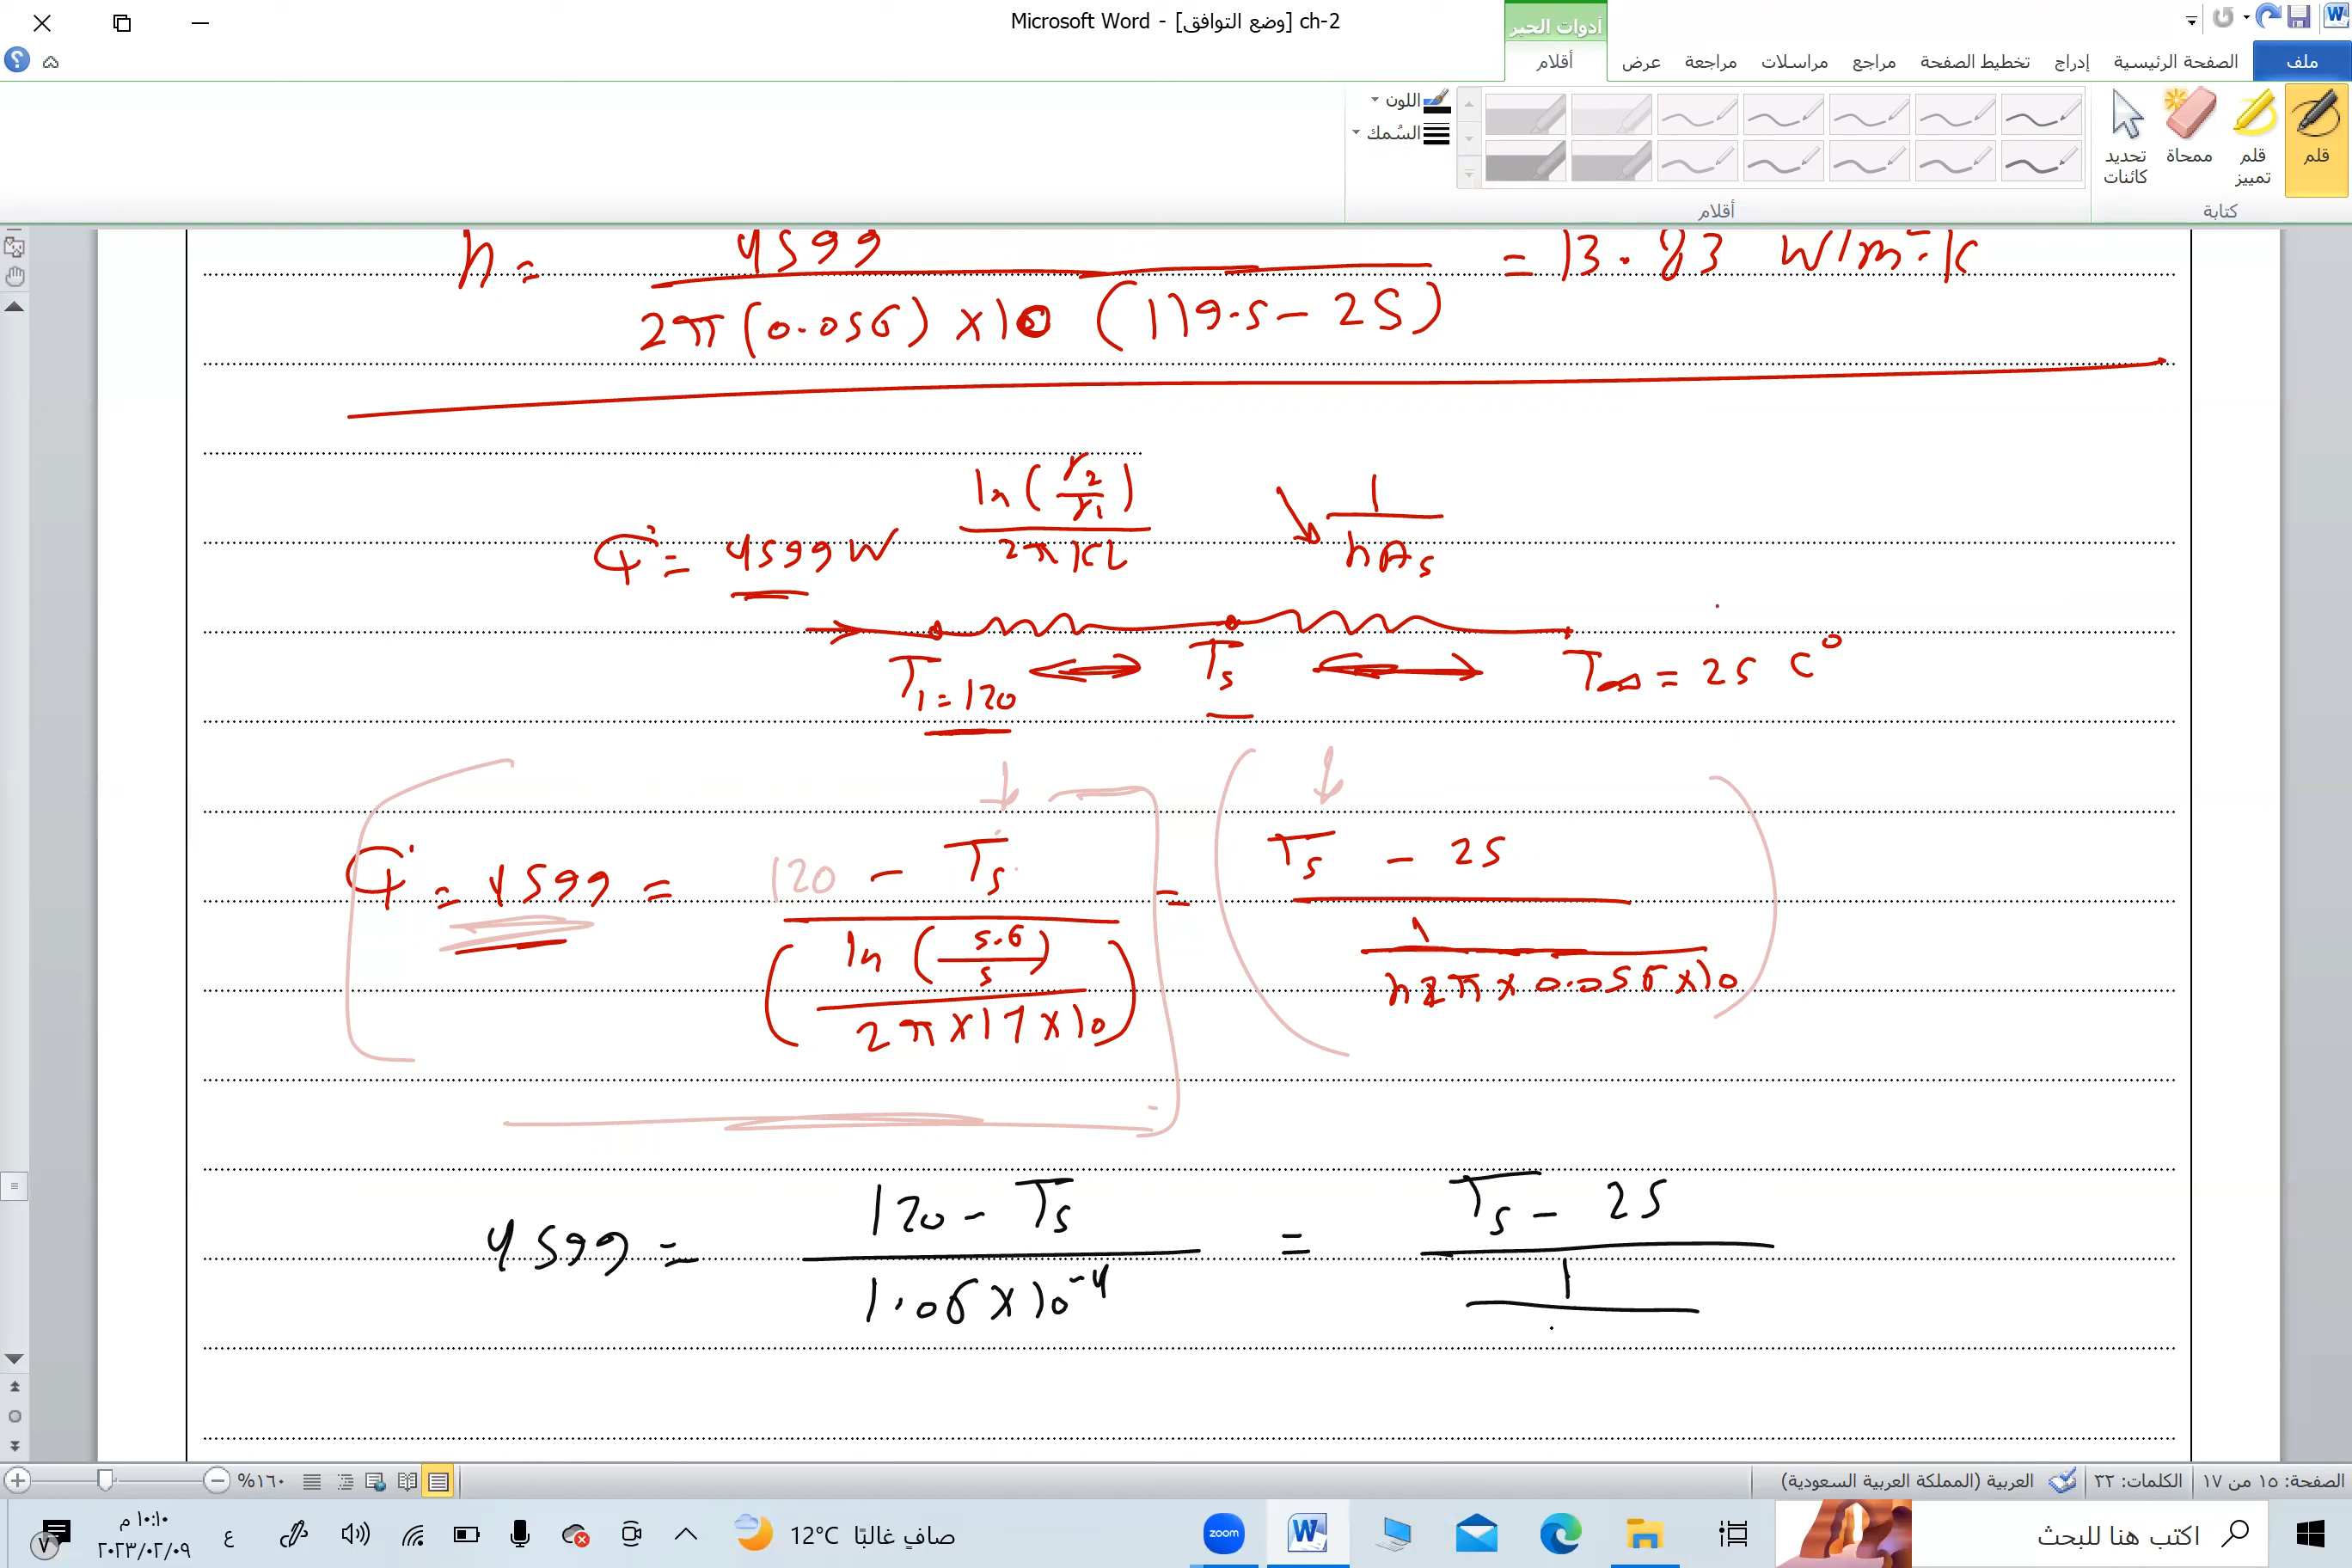 ch-2 [وضع التوافق] - Microsoft Word
أدوات الحبر
ملف الصفحة الرئيسية إدراج تخطيط الصفحة مراجع مراسلات مراجعة عرض أقلام
قلم
قلم تمييز
ممحاة
تحديد كائنات
اللون
السُمك
كتابة
أقلام
h = 4599 / 2π(0.056)×10 (119.5 − 25) = 13.83 W/m²·K
Q̇ = 4599 W
ln(r₂/r₁) / 2πKL
1 / hAₛ
T₁ = 120
Tₛ
T∞ = 25 C°
Q̇ = 4599 = 120 − Tₛ / (ln(5.6/5) / 2π×17×10) = Tₛ − 25 / (1 / h2π×0.056×10)
4599 = 120 − Tₛ / 1.06×10⁻⁴ = Tₛ − 25 / 1
الصفحة: ١٥ من ١٧
الكلمات: ٣٢
العربية (المملكة العربية السعودية)
%١٦٠
اكتب هنا للبحث
zoom
12°C صافٍ غالبًا
ع
١٠:١٠ م
٢٠٢٣/٠٢/٠٩
٧